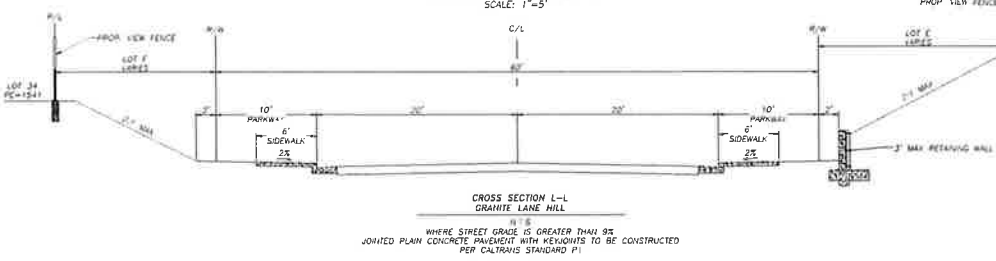 SCALE: 1"=5'
PROP VIEW FENCE
P/L
R/W
C/L
R/W
PROP. VIEW FENCE
LOT F
VARIES
LOT E
VARIES
60'
LOT 34
PE=1541
2:1 MAX
2:1 MAX
2'
10'
PARKWAY
20'
20'
10'
PARKWAY
2'
6'
SIDEWALK
2%
6'
SIDEWALK
2%
3' MAX RETAINING WALL
CROSS SECTION L-L
GRANITE LANE HILL
NTS
WHERE STREET GRADE IS GREATER THAN 9%
JOINTED PLAIN CONCRETE PAVEMENT WITH KEYJOINTS TO BE CONSTRUCTED
PER CALTRANS STANDARD P1